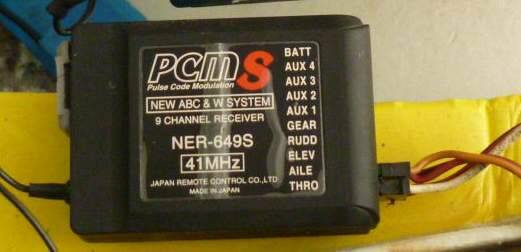 PCM S
Pulse Code Modulation
NEW ABC & W SYSTEM
9 CHANNEL RECEIVER
NER-649S
41MHz
JAPAN REMOTE CONTROL CO.,LTD
MADE IN JAPAN
BATT
AUX 4
AUX 3
AUX 2
AUX 1
GEAR
RUDD
ELEV
AILE
THRO